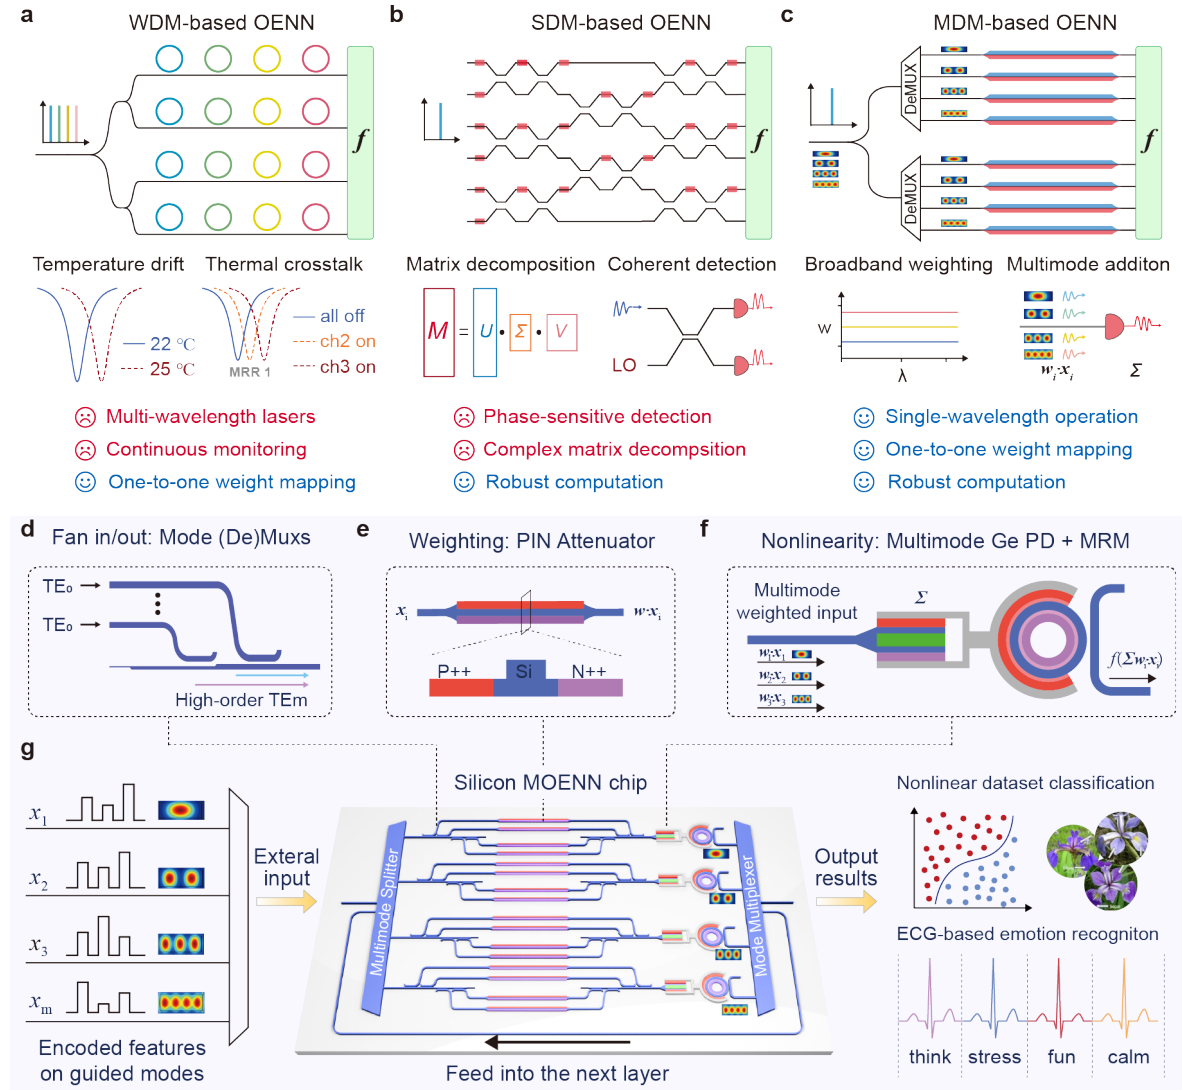 a
WDM-based OENN
f
Temperature drift
Thermal crosstalk
22 °C
25 °C
all off
ch2 on
ch3 on
MRR 1
Multi-wavelength lasers
Continuous monitoring
One-to-one weight mapping
b
SDM-based OENN
f
Matrix decomposition
Coherent detection
M = U • Σ • V
LO
Phase-sensitive detection
Complex matrix decompsition
Robust computation
c
MDM-based OENN
DeMUX
DeMUX
f
Broadband weighting
Multimode additon
W
λ
wᵢ·xᵢ
Σ
Single-wavelength operation
One-to-one weight mapping
Robust computation
d
Fan in/out: Mode (De)Muxs
TE₀
TE₀
High-order TEm
e
Weighting: PIN Attenuator
xᵢ
w·xᵢ
P++
Si
N++
f
Nonlinearity: Multimode Ge PD + MRM
Multimode
weighted input
Σ
w₁·x₁
w₂·x₂
w₃·x₃
f(Σwᵢ·xᵢ)
g
x₁
x₂
x₃
xₘ
Encoded features
on guided modes
Exteral
input
Silicon MOENN chip
Multimode Splitter
Mode Multiplexer
Feed into the next layer
Output
results
Nonlinear dataset classification
ECG-based emotion recogniton
think
stress
fun
calm